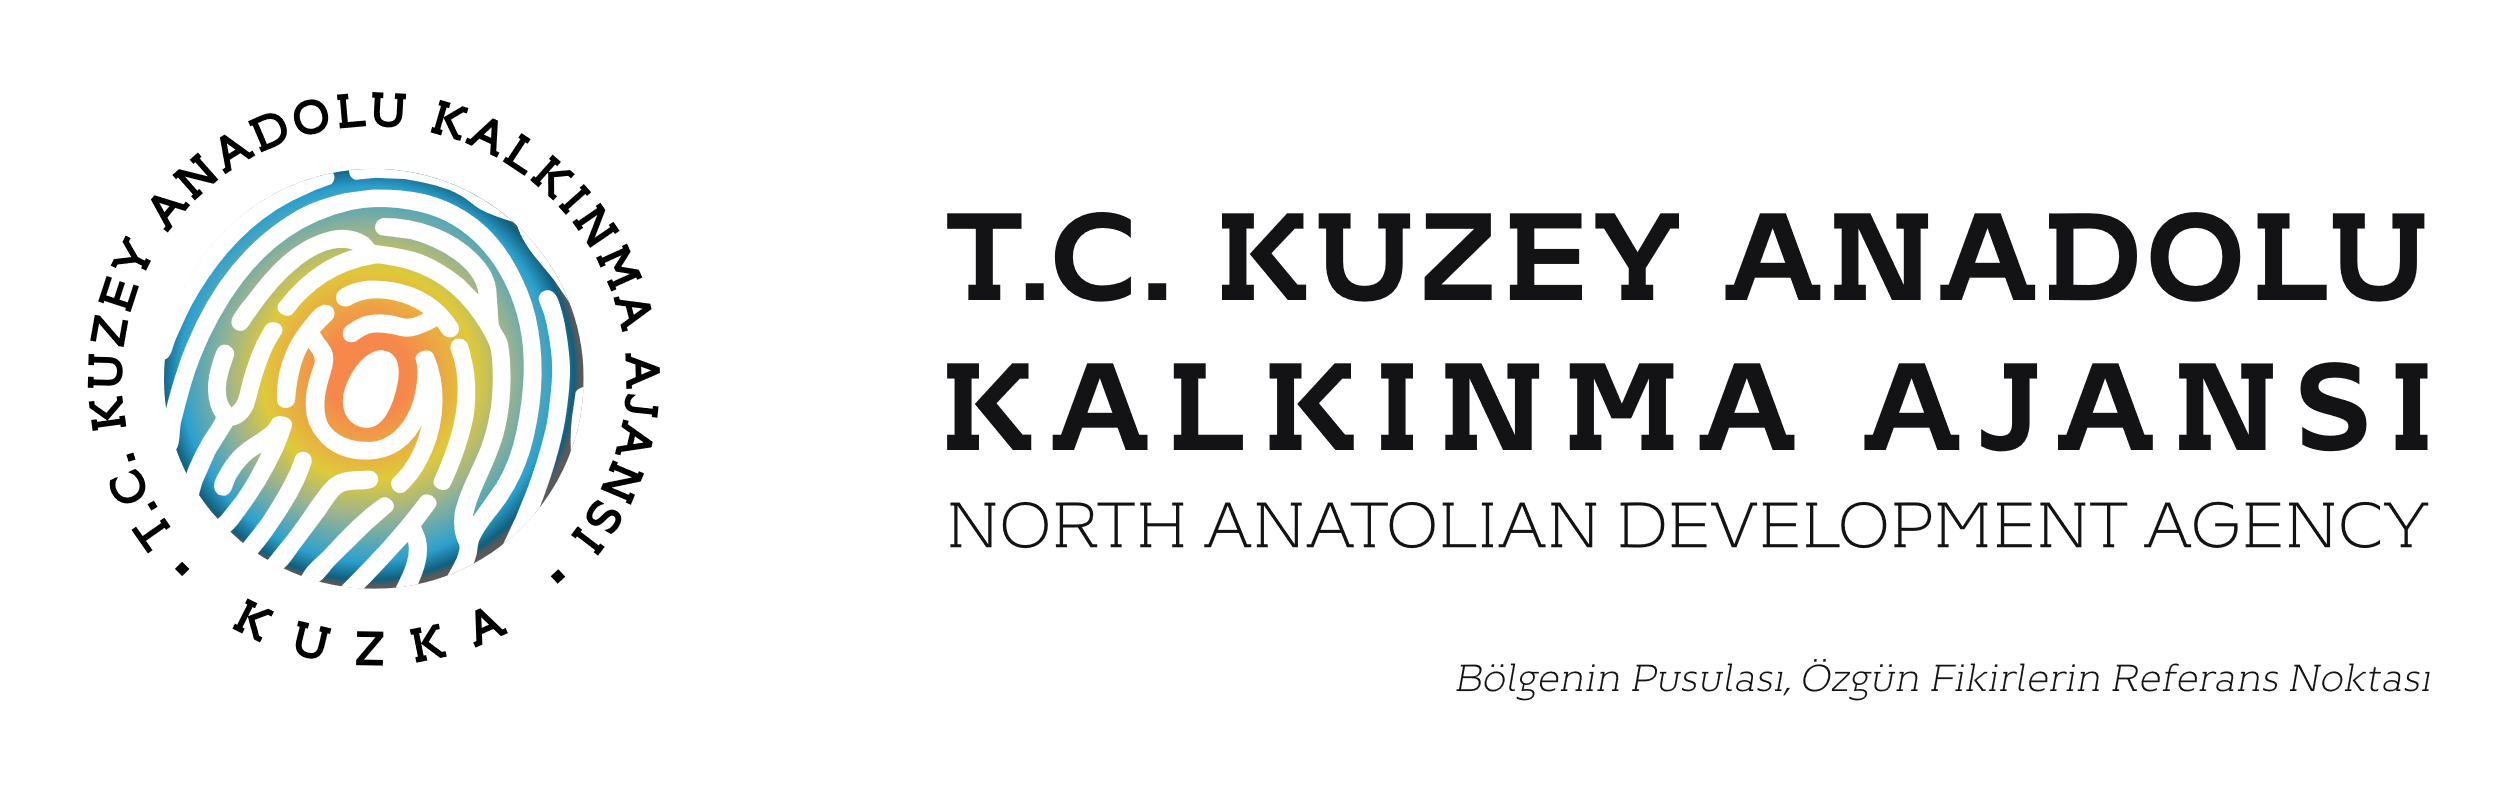 T.C. KUZEY ANADOLU KALKINMA AJANSI
• KUZKA •
T.C. KUZEY ANADOLU
KALKINMA AJANSI
NORTH ANATOLIAN DEVELOPMENT AGENCY
Bölgenin Pusulası, Özgün Fikirlerin Referans Noktası